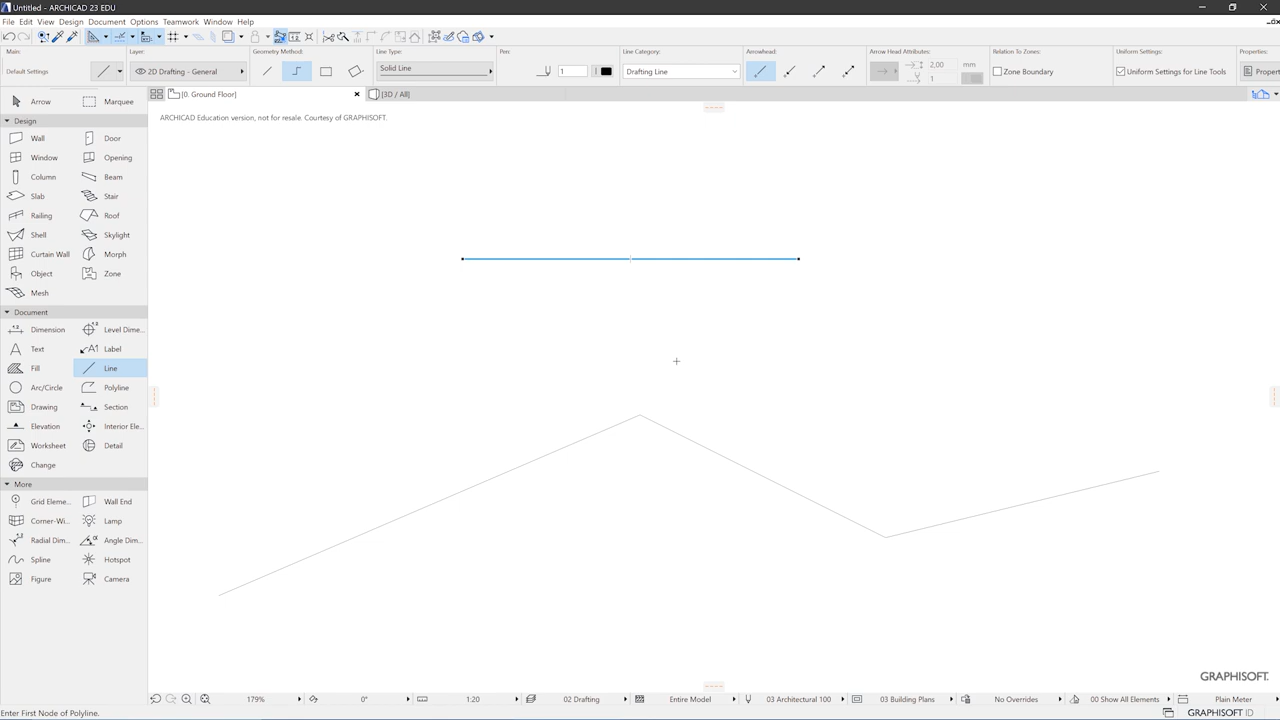 Untitled - ARCHICAD 23 EDU
File Edit View Design Document Options Teamwork Window Help
Main:
Layer:
Geometry Method:
Line Type:
Pen:
Line Category:
Arrowhead:
Arrow Head Attributes:
Relation To Zones:
Uniform Settings:
Properties:
Default Settings
2D Drafting - General
Solid Line
1
Drafting Line
2,00 mm
1
Zone Boundary
Uniform Settings for Line Tools
Propert
Arrow Marquee
[0. Ground Floor]
[3D / All]
ARCHICAD Education version, not for resale. Courtesy of GRAPHISOFT.
Design
Wall Door
Window Opening
Column Beam
Slab Stair
Railing Roof
Shell Skylight
Curtain Wall Morph
Object Zone
Mesh
Document
Dimension Level Dime...
Text Label
Fill Line
Arc/Circle Polyline
Drawing Section
Elevation Interior Ele...
Worksheet Detail
Change
More
Grid Eleme... Wall End
Corner-Wi... Lamp
Radial Dim... Angle Dim...
Spline Hotspot
Figure Camera
GRAPHISOFT.
179% 0° 1:20 02 Drafting Entire Model 03 Architectural 100 03 Building Plans No Overrides 00 Show All Elements Plain Meter
Enter First Node of Polyline.
GRAPHISOFT ID